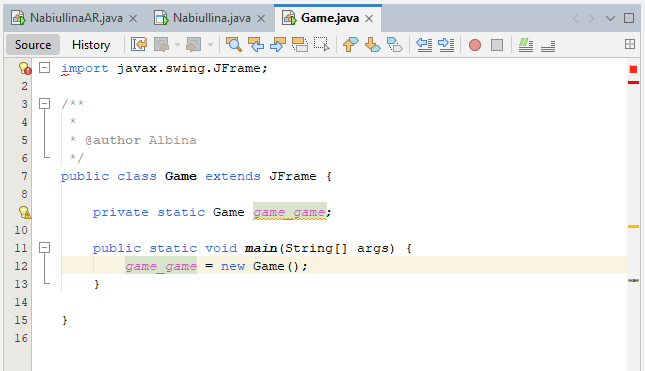 NabiullinaAR.java Nabiullina.java Game.java
Source History
import javax.swing.JFrame;
2
3 /**
4 *
5 * @author Albina
6 */
7 public class Game extends JFrame {
8
private static Game game_game;
10
11 public static void main(String[] args) {
12 game_game = new Game();
13 }
14
15 }
16